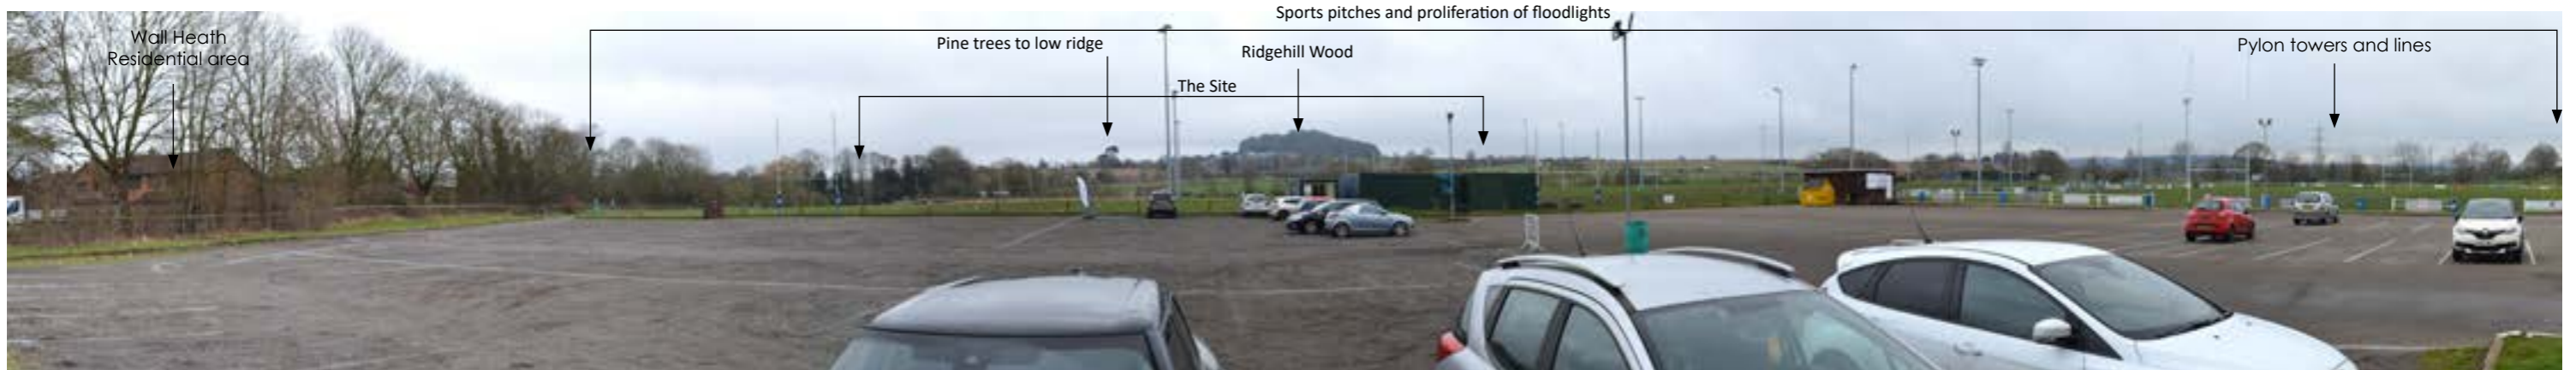 Sports pitches and proliferation of floodlights
Wall Heath
Residential area
Pine trees to low ridge
Ridgehill Wood
Pylon towers and lines
The Site